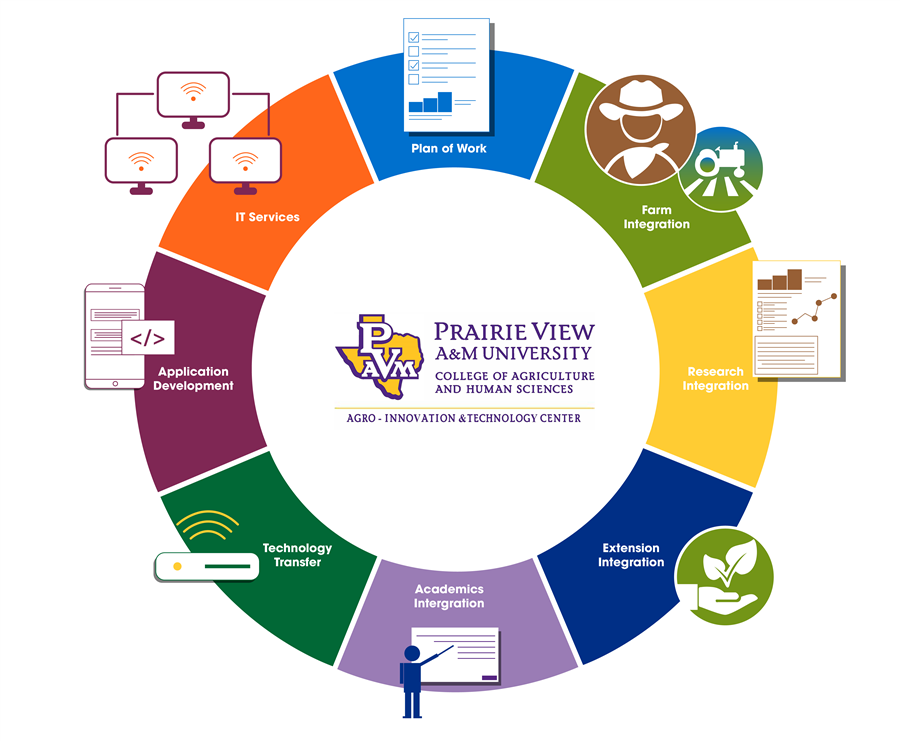 Plan of Work
Farm
Integration
Research
Integration
Extension
Integration
Academics
Intergration
Technology
Transfer
</>
Application
Development
IT Services
PVAM
PRAIRIE VIEW
A&M UNIVERSITY
COLLEGE OF AGRICULTURE
AND HUMAN SCIENCES
AGRO - INNOVATION &TECHNOLOGY CENTER